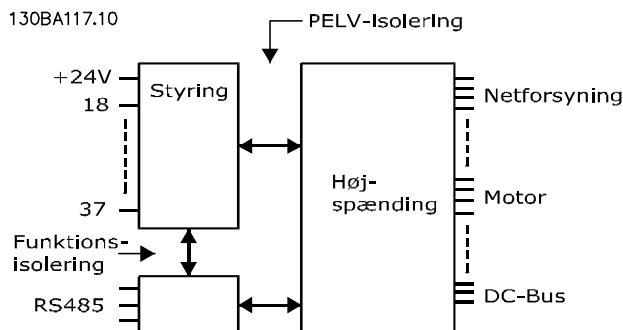 130BA117.10
PELV-isolering
+24V
Styring
18
Netforsyning
Høj-
spænding
37
Motor
Funktions-
isolering
RS485
DC-Bus